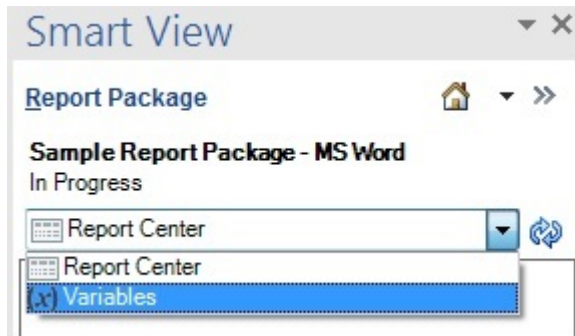 Smart View
Report Package
Sample Report Package - MS Word
In Progress
Report Center
Report Center
(x) Variables